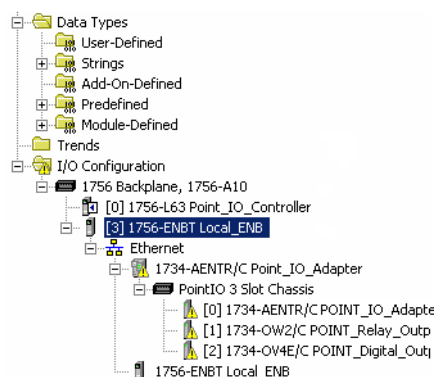 Data Types
User-Defined
Strings
Add-On-Defined
Predefined
Module-Defined
Trends
I/O Configuration
1756 Backplane, 1756-A10
[0] 1756-L63 Point_IO_Controller
[3] 1756-ENBT Local_ENB
Ethernet
1734-AENTR/C Point_IO_Adapter
PointIO 3 Slot Chassis
[0] 1734-AENTR/C POINT_IO_Adapte
[1] 1734-OW2/C POINT_Relay_Outp
[2] 1734-OV4E/C POINT_Digital_Outp
1756-ENBT Local_ENB